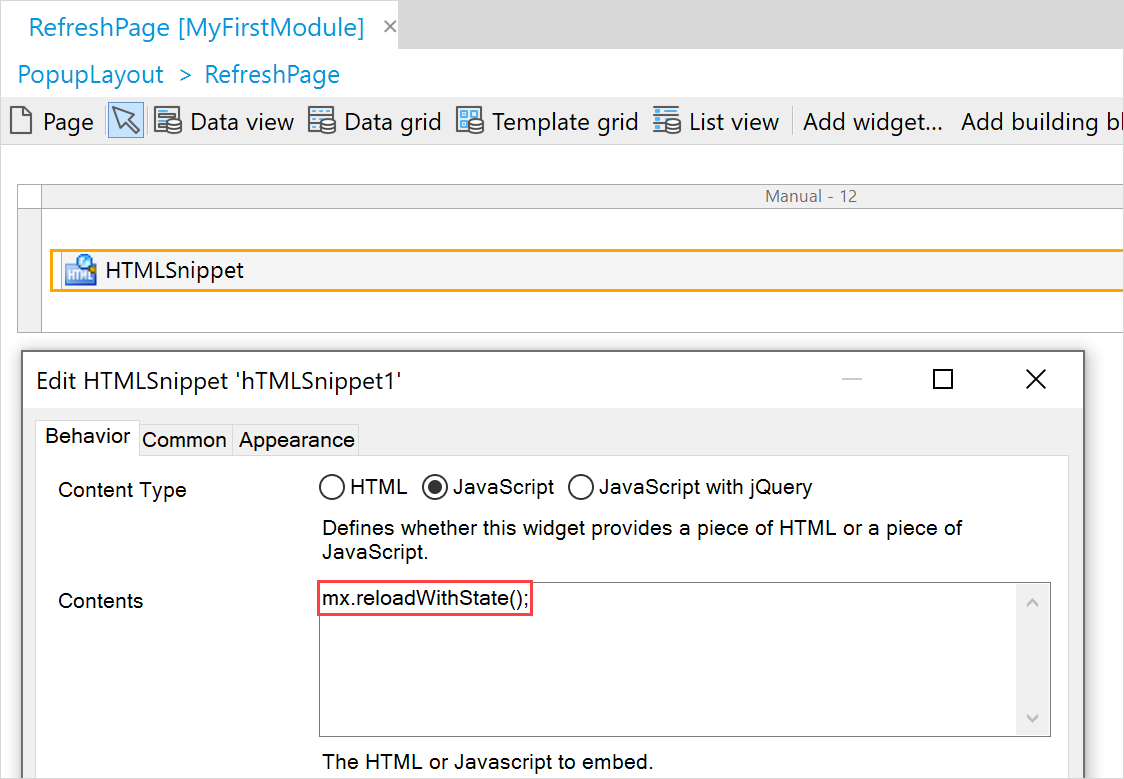 RefreshPage [MyFirstModule]
PopupLayout > RefreshPage
Page Data view Data grid Template grid List view Add widget... Add building bl
Manual - 12
HTML HTMLSnippet
Edit HTMLSnippet 'hTMLSnippet1'
Behavior Common Appearance
Content Type HTML JavaScript JavaScript with jQuery
Defines whether this widget provides a piece of HTML or a piece of
JavaScript.
Contents mx.reloadWithState();
The HTML or Javascript to embed.